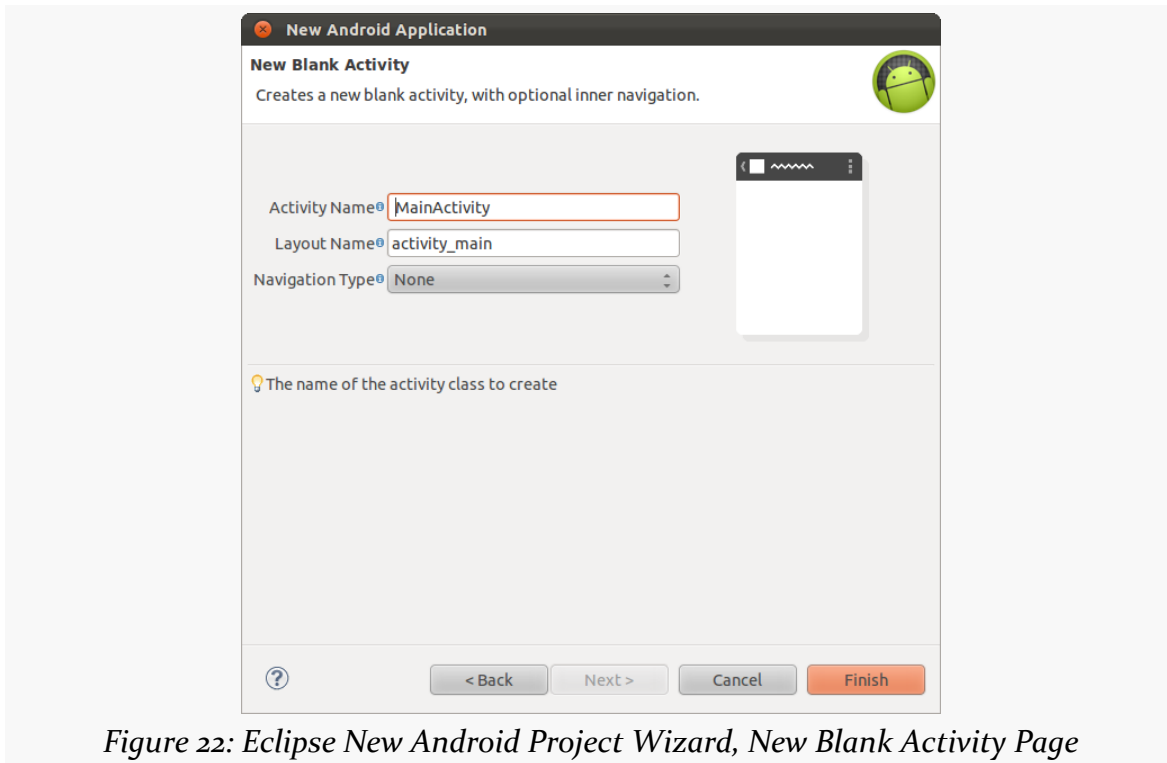 New Android Application
New Blank Activity
Creates a new blank activity, with optional inner navigation.
Activity Name MainActivity
Layout Name activity_main
Navigation Type None
The name of the activity class to create
< Back Next > Cancel Finish
Figure 22: Eclipse New Android Project Wizard, New Blank Activity Page